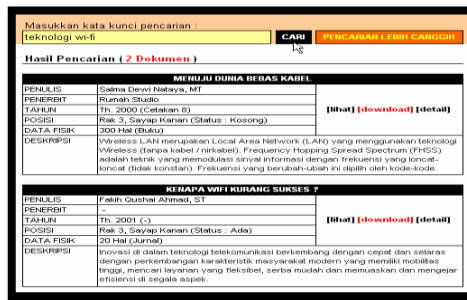 Masukkan kata kunci pencarian :
teknologi wi-fi CARI PENCARIAN LEBIH CANGGIH
Hasil Pencarian ( 2 Dokumen )
MENUJU DUNIA BEBAS KABEL
PENULIS Salma Dewi Nataya, MT
PENERBIT Rumah Studio
TAHUN Th. 2000 (Cetakan 8) [lihat] [download] [detail]
POSISI Rak 3, Sayap Kanan (Status : Kosong)
DATA FISIK 300 Hal (Buku)
DESKRIPSI Wireless LAN merupakan Local Area Network (LAN) yang menggunakan teknologi
Wireless (tanpa kabel / nirkabel). Frequency Hopping Spread Spectrum (FHSS)
adalah teknik yang memodulasi sinyal informasi dengan frekuensi yang loncat-
loncat (tidak konstan). Frekuensi yang berubah-ubah ini dipilih oleh kode-kode.
KENAPA WIFI KURANG SUKSES ?
PENULIS Fakih Qushai Ahmad, ST
PENERBIT -
TAHUN Th. 2001 (-) [lihat] [download] [detail]
POSISI Rak 3, Sayap Kanan (Status : Ada)
DATA FISIK 20 Hal (Jurnal)
DESKRIPSI Inovasi di dalam teknologi telekomunikasi berkembang dengan cepat dan selaras
dengan perkembangan karakteristik masyarakat modern yang memiliki mobilitas
tinggi, mencari layanan yang fleksibel, serba mudah dan memuaskan dan mengejar
efisiensi di segala aspek.